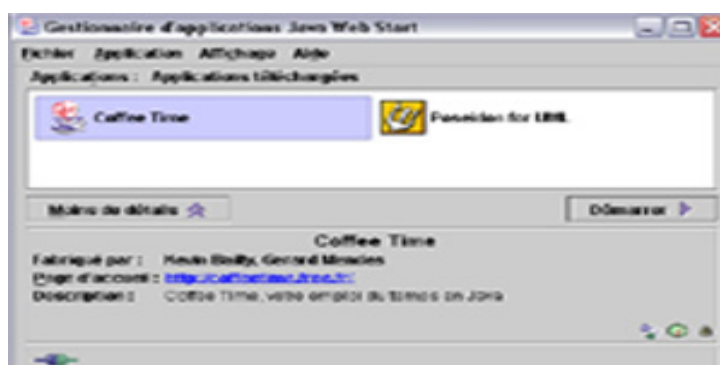 Gestionnaire d'applications Java Web Start
Fichier Application Affichage Aide
Applications : Applications téléchargées
Coffee Time Poseidon for UML
Moins de détails Démarrer
Coffee Time
Fabriqué par : Kevin Bailly, Gerard Mendes
Page d'accueil : http://coffeetime.free.fr/
Description : Coffee Time, votre emploi du temps en Java